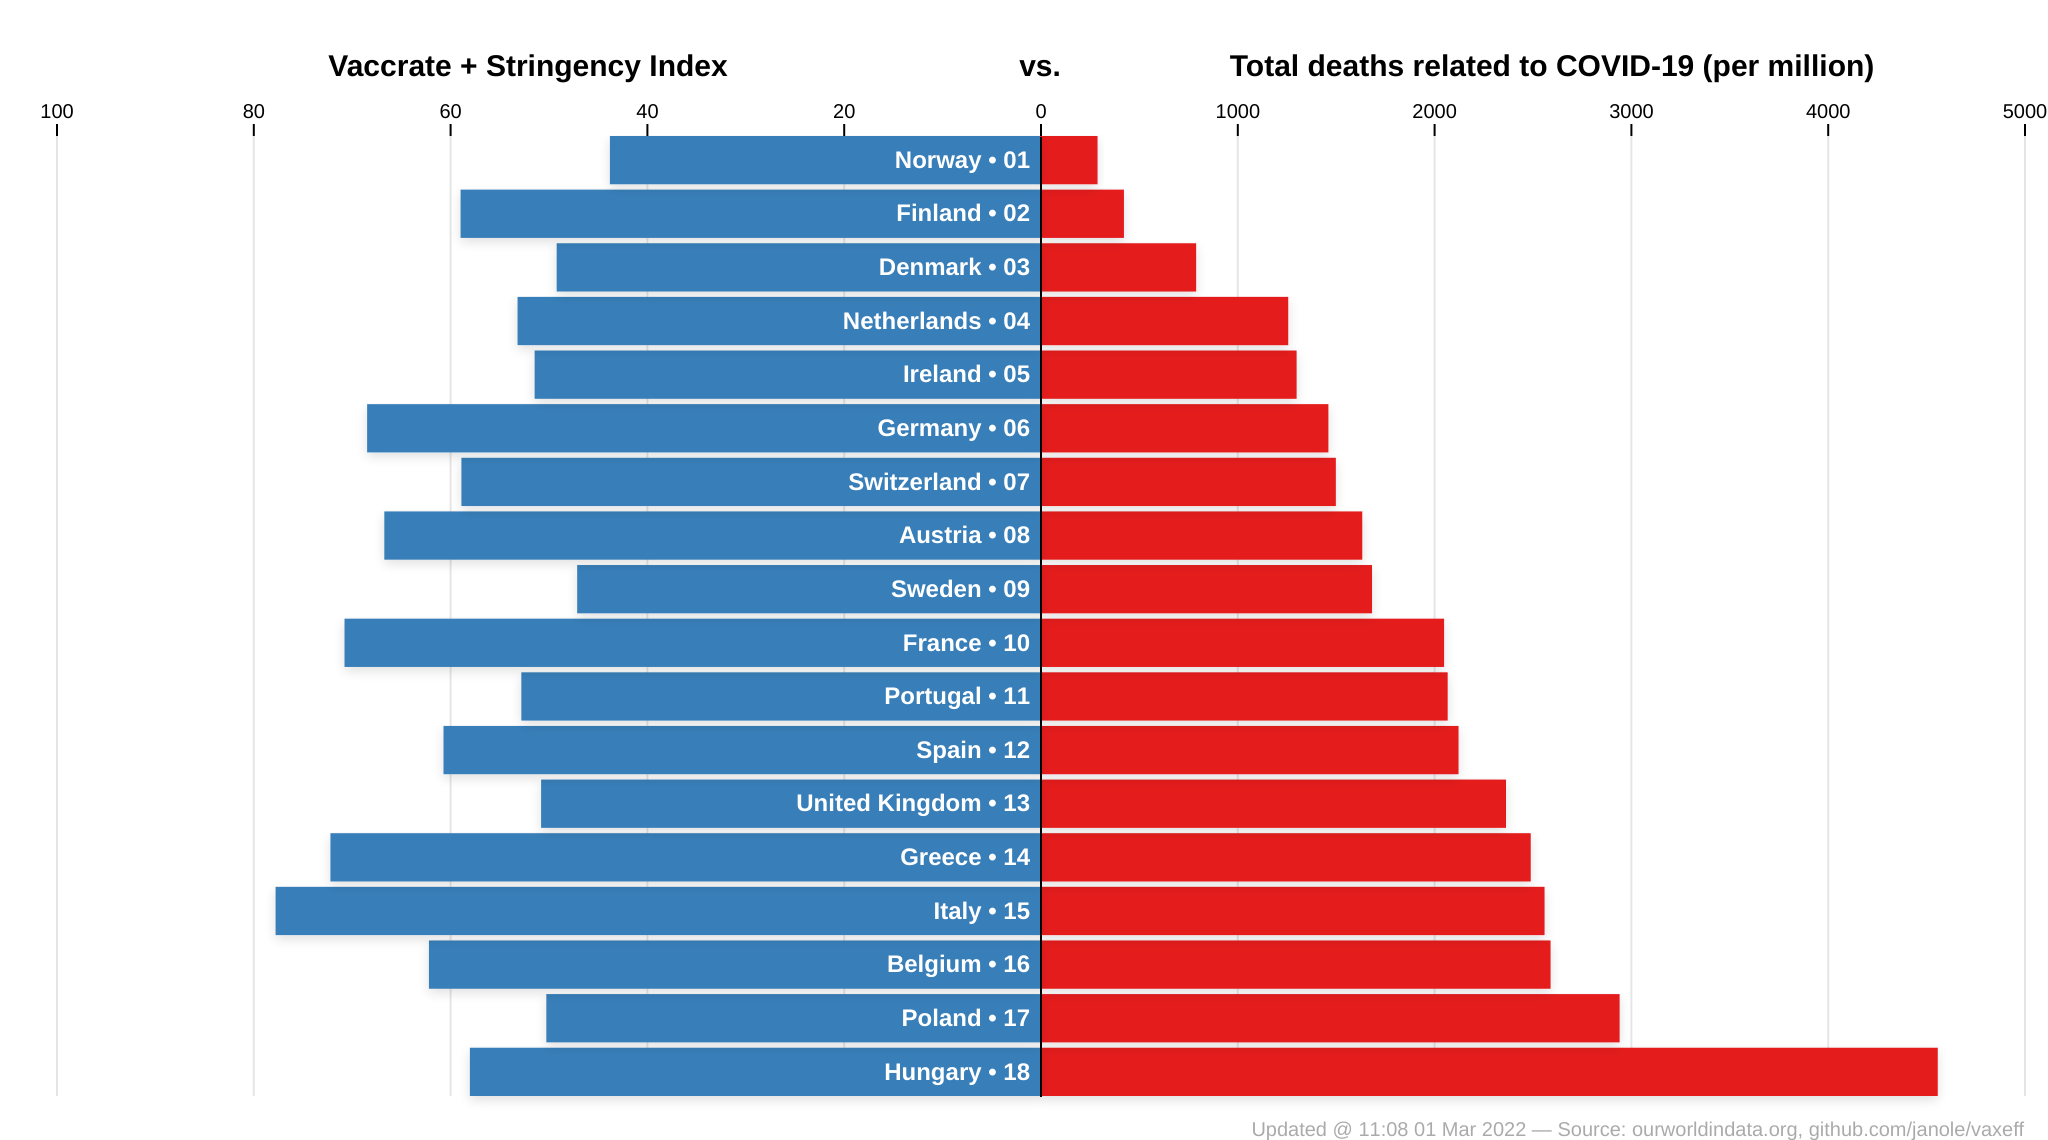 Vaccrate + Stringency Index vs. Total deaths related to COVID-19 (per million)
100 80 60 40 20 0 1000 2000 3000 4000 5000
Norway • 01
Finland • 02
Denmark • 03
Netherlands • 04
Ireland • 05
Germany • 06
Switzerland • 07
Austria • 08
Sweden • 09
France • 10
Portugal • 11
Spain • 12
United Kingdom • 13
Greece • 14
Italy • 15
Belgium • 16
Poland • 17
Hungary • 18
Updated @ 11:08 01 Mar 2022 — Source: ourworldindata.org, github.com/janole/vaxeff